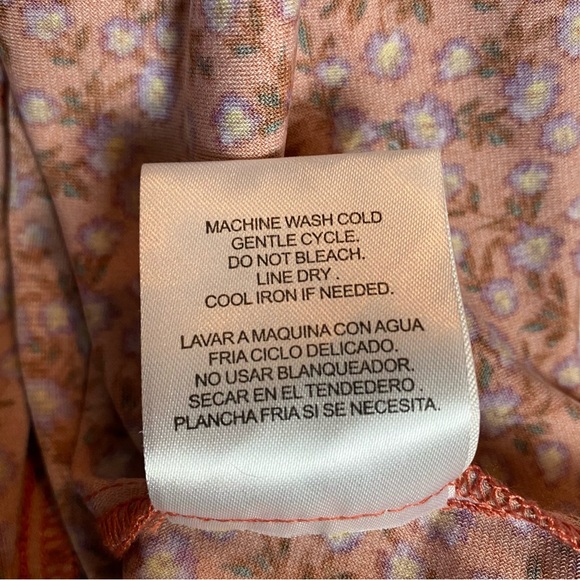 MACHINE WASH COLD
GENTLE CYCLE.
DO NOT BLEACH.
LINE DRY .
COOL IRON IF NEEDED.
LAVAR A MAQUINA CON AGUA
FRIA CICLO DELICADO.
NO USAR BLANQUEADOR.
SECAR EN EL TENDEDERO .
PLANCHA FRIA SI SE NECESITA.